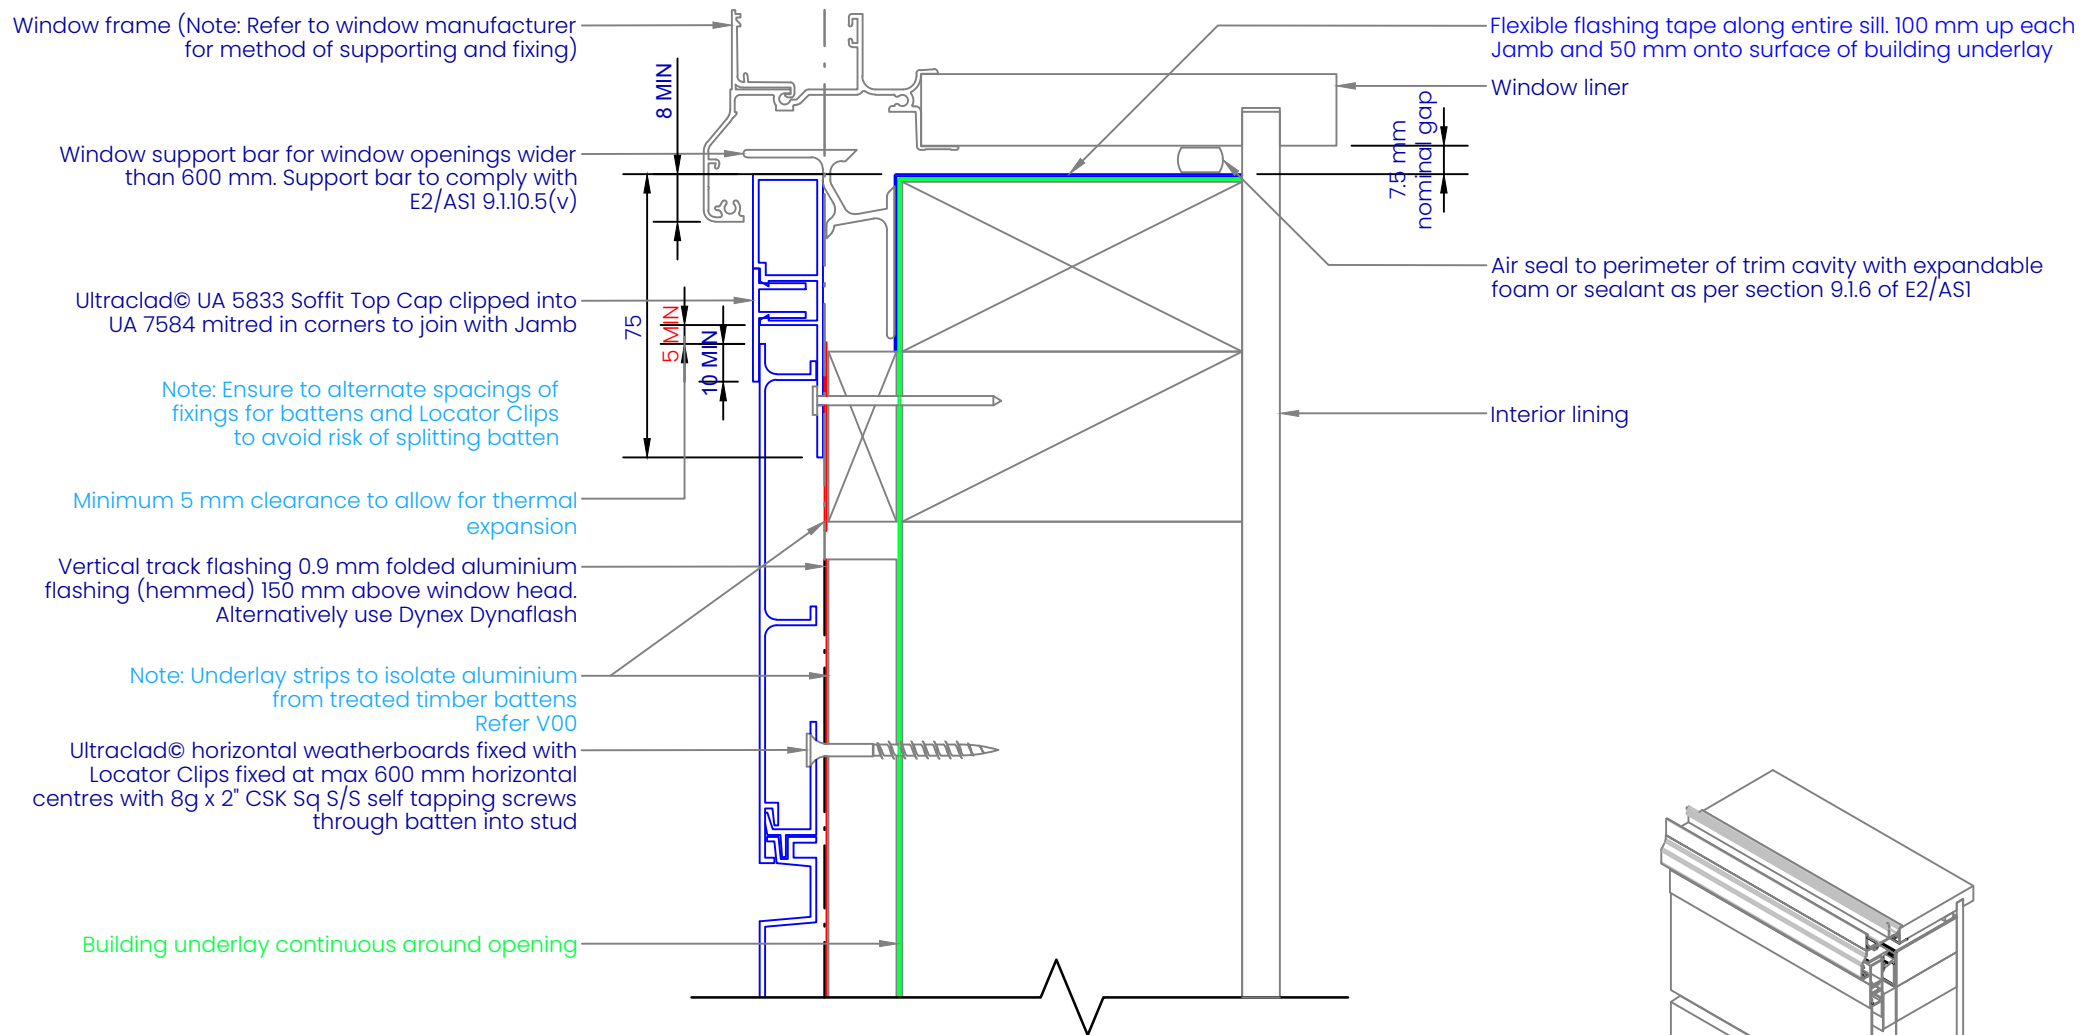 Window frame (Note: Refer to window manufacturer
for method of supporting and fixing)
8 MIN
Window support bar for window openings wider
than 600 mm. Support bar to comply with
E2/AS1 9.1.10.5(v)
Ultraclad© UA 5833 Soffit Top Cap clipped into
UA 7584 mitred in corners to join with Jamb
75
5 MIN
10 MIN
Note: Ensure to alternate spacings of
fixings for battens and Locator Clips
to avoid risk of splitting batten
Minimum 5 mm clearance to allow for thermal
expansion
Vertical track flashing 0.9 mm folded aluminium
flashing (hemmed) 150 mm above window head.
Alternatively use Dynex Dynaflash
Note: Underlay strips to isolate aluminium
from treated timber battens
Refer V00
Ultraclad© horizontal weatherboards fixed with
Locator Clips fixed at max 600 mm horizontal
centres with 8g x 2" CSK Sq S/S self tapping screws
through batten into stud
Building underlay continuous around opening
Flexible flashing tape along entire sill. 100 mm up each
Jamb and 50 mm onto surface of building underlay
Window liner
7.5 mm
nominal gap
Air seal to perimeter of trim cavity with expandable
foam or sealant as per section 9.1.6 of E2/AS1
Interior lining